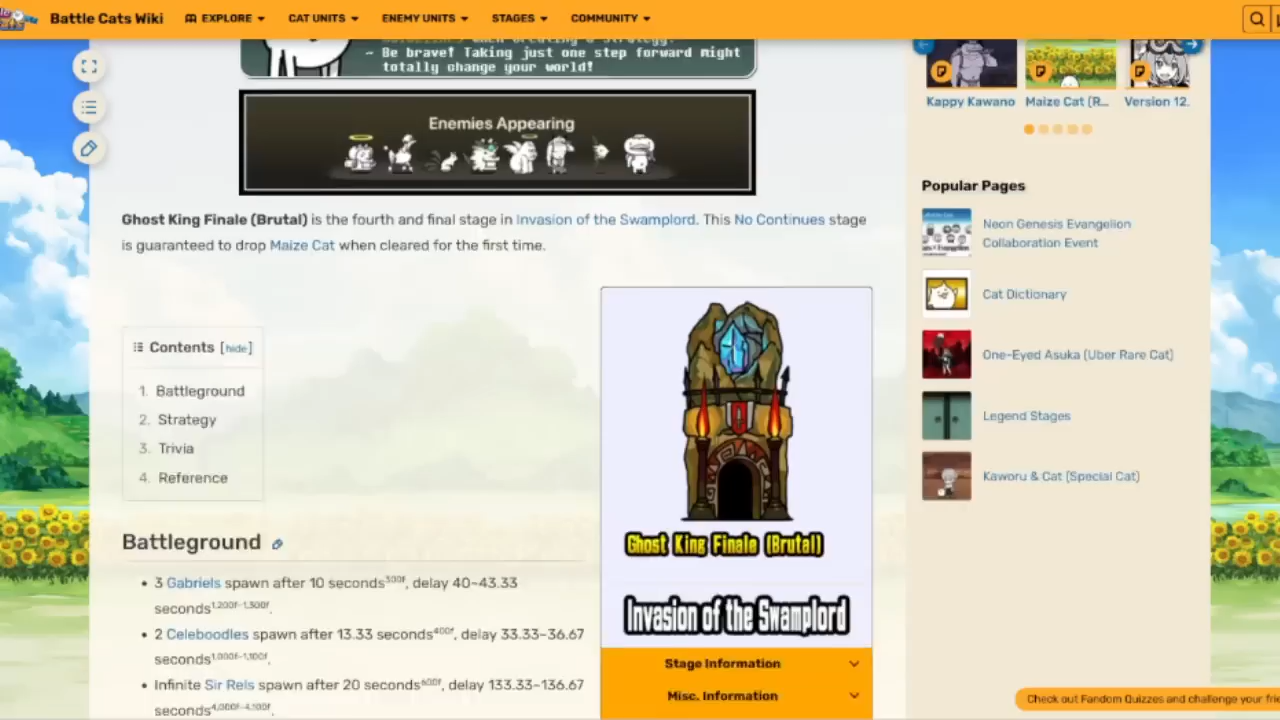 Battle Cats Wiki
EXPLORE
CAT UNITS
ENEMY UNITS
STAGES
COMMUNITY
~ Be brave! Taking just one step forward might
totally change your world!
Enemies Appearing
Ghost King Finale (Brutal) is the fourth and final stage in Invasion of the Swamplord. This No Continues stage
is guaranteed to drop Maize Cat when cleared for the first time.
Contents [hide]
1. Battleground
2. Strategy
3. Trivia
4. Reference
Battleground
• 3 Gabriels spawn after 10 seconds300f, delay 40~43.33
seconds1,200f~1,300f.
• 2 Celeboodles spawn after 13.33 seconds400f, delay 33.33~36.67
seconds1,000f~1,100f.
• Infinite Sir Rels spawn after 20 seconds600f, delay 133.33~136.67
seconds4,000f~4,100f.
Ghost King Finale (Brutal)
Invasion of the Swamplord
Stage Information
Misc. Information
Kappy Kawano
Maize Cat (R...
Version 12.
Popular Pages
Neon Genesis Evangelion
Collaboration Event
Cat Dictionary
One-Eyed Asuka (Uber Rare Cat)
Legend Stages
Kaworu & Cat (Special Cat)
Check out Fandom Quizzes and challenge your frie